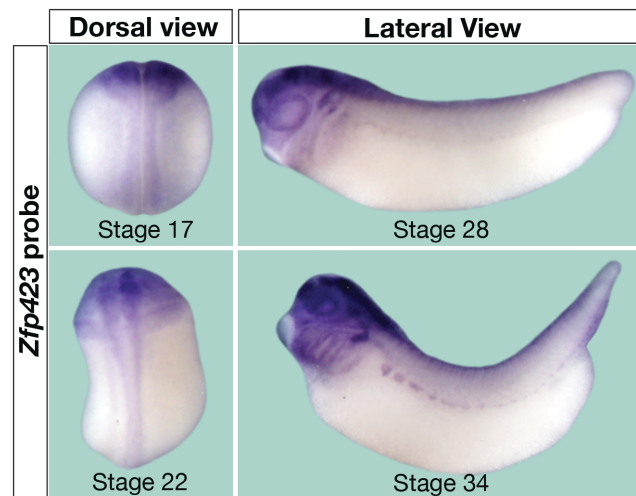 Dorsal view
Lateral View
Zfp423 probe
Stage 17
Stage 28
Stage 22
Stage 34